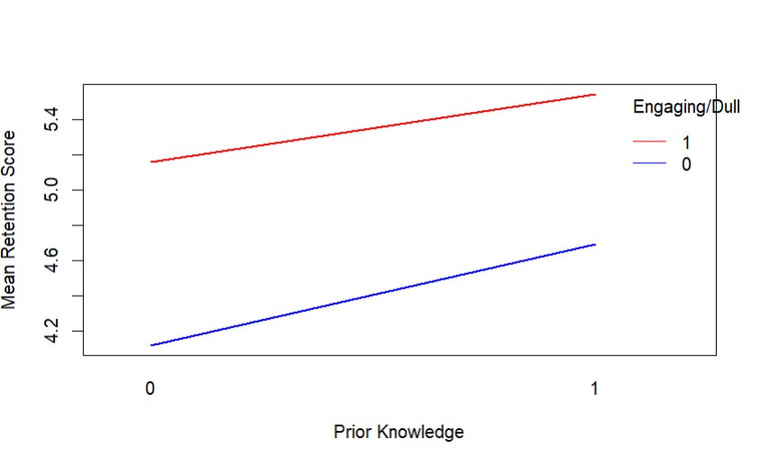 Mean Retention Score
5.4
5.0
4.6
4.2
Engaging/Dull
1
0
0
1
Prior Knowledge